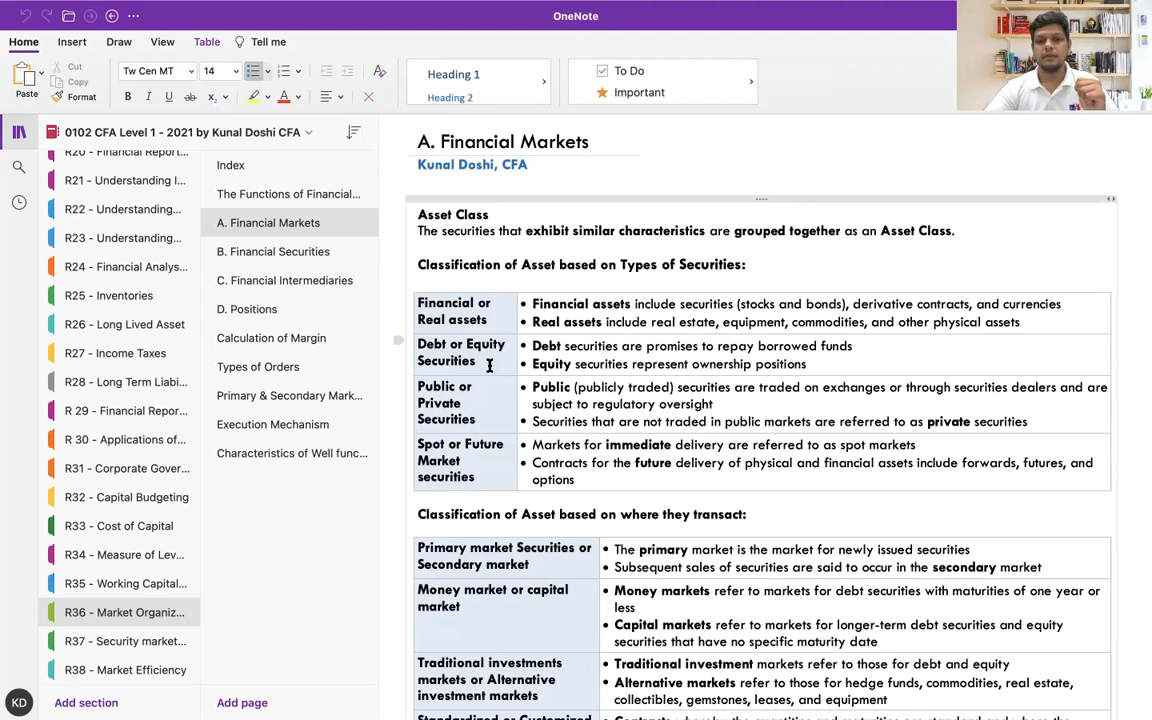 OneNote
Home Insert Draw View Table Tell me
Paste
Cut
Copy
Format
Tw Cen MT 14
B I U ab x₂ A
Heading 1
Heading 2
To Do
Important
0102 CFA Level 1 - 2021 by Kunal Doshi CFA
R20 - Financial Report...
R21 - Understanding I...
R22 - Understanding...
R23 - Understanding...
R24 - Financial Analys...
R25 - Inventories
R26 - Long Lived Asset
R27 - Income Taxes
R28 - Long Term Liabi...
R 29 - Financial Repor...
R 30 - Applications of...
R31 - Corporate Gover...
R32 - Capital Budgeting
R33 - Cost of Capital
R34 - Measure of Lev...
R35 - Working Capital...
R36 - Market Organiz...
R37 - Security market...
R38 - Market Efficiency
KD
Add section
Index
The Functions of Financial...
A. Financial Markets
B. Financial Securities
C. Financial Intermediaries
D. Positions
Calculation of Margin
Types of Orders
Primary & Secondary Mark...
Execution Mechanism
Characteristics of Well func...
Add page
A. Financial Markets
Kunal Doshi, CFA
Asset Class
The securities that exhibit similar characteristics are grouped together as an Asset Class.
Classification of Asset based on Types of Securities:
Financial or
Real assets
• Financial assets include securities (stocks and bonds), derivative contracts, and currencies
• Real assets include real estate, equipment, commodities, and other physical assets
Debt or Equity
Securities
• Debt securities are promises to repay borrowed funds
• Equity securities represent ownership positions
Public or
Private
Securities
• Public (publicly traded) securities are traded on exchanges or through securities dealers and are
subject to regulatory oversight
• Securities that are not traded in public markets are referred to as private securities
Spot or Future
Market
securities
• Markets for immediate delivery are referred to as spot markets
• Contracts for the future delivery of physical and financial assets include forwards, futures, and
options
Classification of Asset based on where they transact:
Primary market Securities or
Secondary market
• The primary market is the market for newly issued securities
• Subsequent sales of securities are said to occur in the secondary market
Money market or capital
market
• Money markets refer to markets for debt securities with maturities of one year or
less
• Capital markets refer to markets for longer-term debt securities and equity
securities that have no specific maturity date
Traditional investments
markets or Alternative
investment markets
• Traditional investment markets refer to those for debt and equity
• Alternative markets refer to those for hedge funds, commodities, real estate,
collectibles, gemstones, leases, and equipment
Standardized or Customized
• Contracts whereby the quantities and maturities are standard and where the